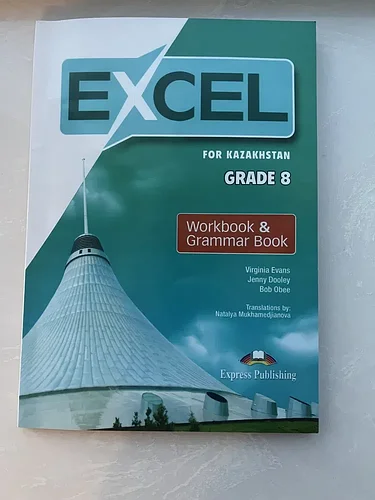 EXCEL
FOR KAZAKHSTAN
GRADE 8
Workbook &
Grammar Book
Virginia Evans
Jenny Dooley
Bob Obee
Translations by:
Natalya Mukhamedjianova
Express Publishing